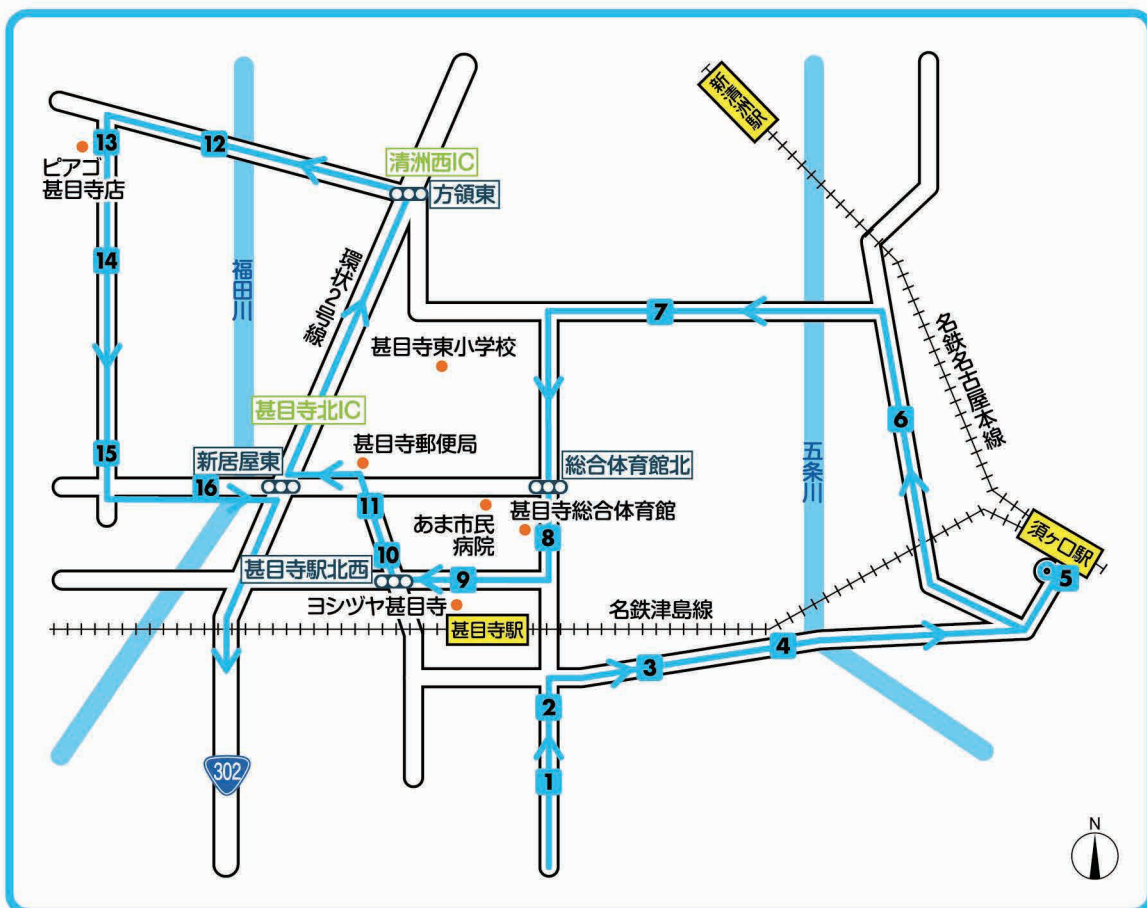 新清洲駅
13
12
清洲西IC
方領東
ピアゴ
甚目寺店
14
福田川
環状2号線
7
名鉄名古屋本線
甚目寺東小学校
甚目寺北IC
6
五条川
甚目寺郵便局
新居屋東
総合体育館北
15
16
11
あま市民
病院
甚目寺総合体育館
8
10
甚目寺駅北西
9
須ヶ口駅
5
ヨシヅヤ甚目寺
甚目寺駅
名鉄津島線
4
3
2
302
1
N